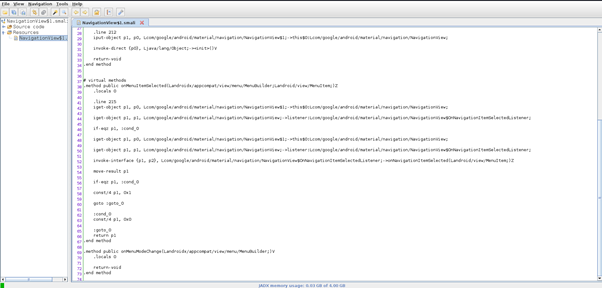 File View Navigation Tools Help
NavigationView$1.smali
Source code
Resources
NavigationView$1.
.line 212
iput-object p1, p0, Lcom/google/android/material/navigation/NavigationView$1;->this$0:Lcom/google/android/material/navigation/NavigationView;
invoke-direct {p0}, Ljava/lang/Object;-><init>()V
return-void
.end method
# virtual methods
.method public onMenuItemSelected(Landroidx/appcompat/view/menu/MenuBuilder;Landroid/view/MenuItem;)Z
.locals 0
.line 215
iget-object p1, p0, Lcom/google/android/material/navigation/NavigationView$1;->this$0:Lcom/google/android/material/navigation/NavigationView;
iget-object p1, p1, Lcom/google/android/material/navigation/NavigationView;->listener:Lcom/google/android/material/navigation/NavigationView$OnNavigationItemSelectedListener;
if-eqz p1, :cond_0
iget-object p1, p0, Lcom/google/android/material/navigation/NavigationView$1;->this$0:Lcom/google/android/material/navigation/NavigationView;
iget-object p1, p1, Lcom/google/android/material/navigation/NavigationView;->listener:Lcom/google/android/material/navigation/NavigationView$OnNavigationItemSelectedListener;
invoke-interface {p1, p2}, Lcom/google/android/material/navigation/NavigationView$OnNavigationItemSelectedListener;->onNavigationItemSelected(Landroid/view/MenuItem;)Z
move-result p1
if-eqz p1, :cond_0
const/4 p1, 0x1
goto :goto_0
:cond_0
const/4 p1, 0x0
:goto_0
return p1
.end method
.method public onMenuModeChange(Landroidx/appcompat/view/menu/MenuBuilder;)V
.locals 0
return-void
.end method
JADX memory usage: 0.03 GB of 4.00 GB